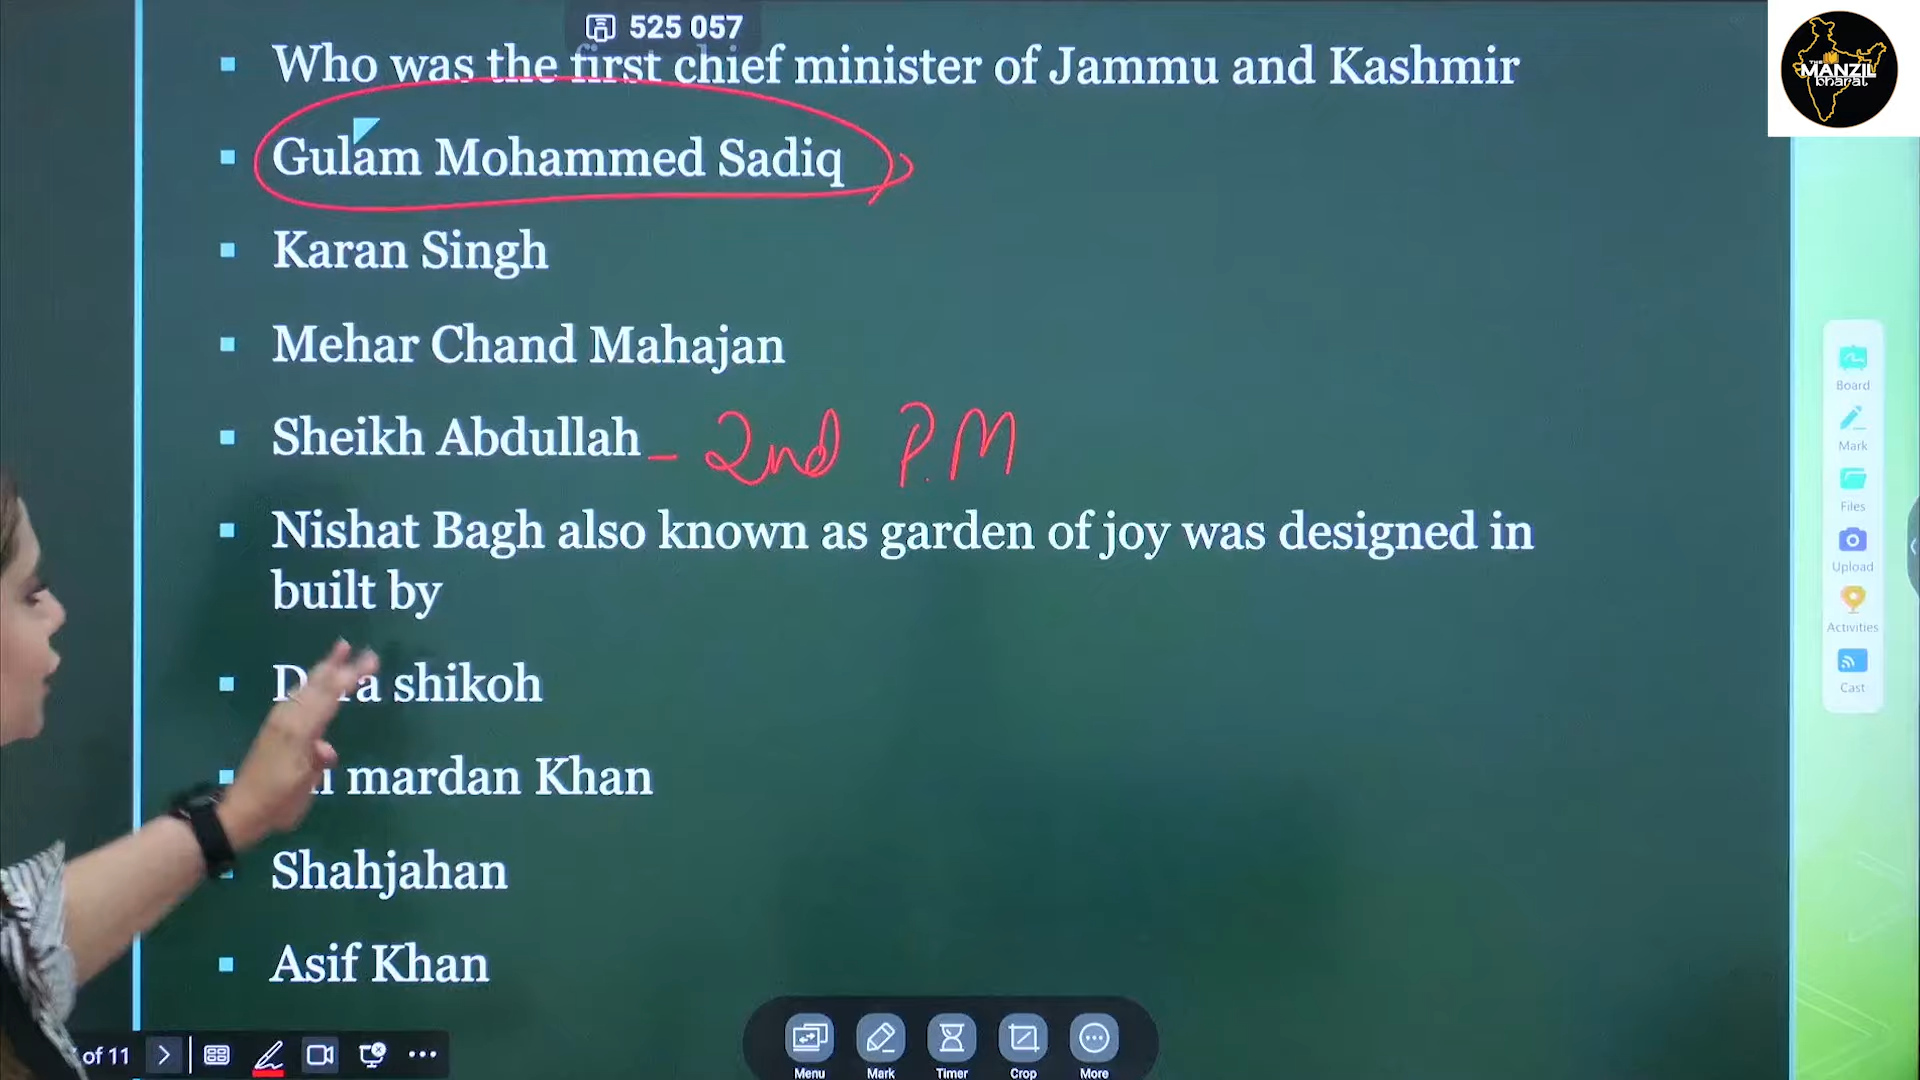 525 057
Who was the first chief minister of Jammu and Kashmir
THE
MANZIL
bharat
Gulam Mohammed Sadiq
Karan Singh
Mehar Chand Mahajan
Sheikh Abdullah - 2nd P.M
Nishat Bagh also known as garden of joy was designed in
built by
shikoh
mardan Khan
Shahjahan
Asif Khan
Board
Mark
Files
Upload
Activities
Cast
of 11
Menu
Mark
Timer
Crop
More